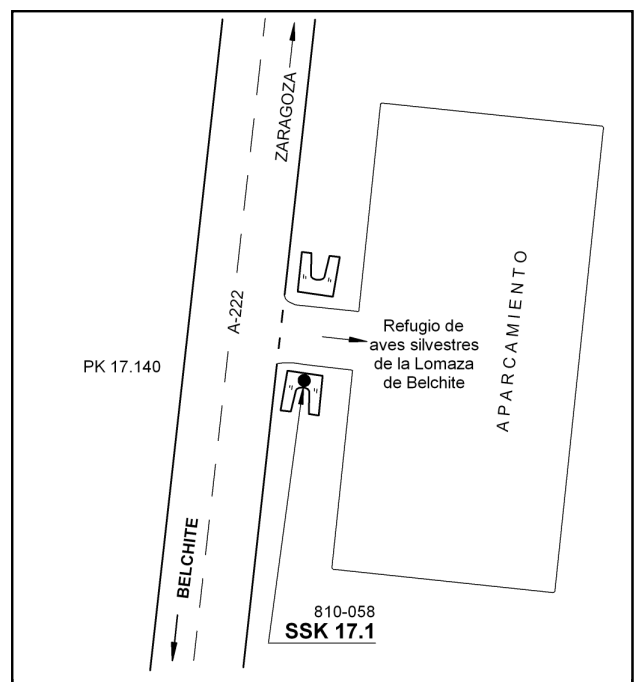 ZARAGOZA
A-222
PK 17.140
Refugio de
aves silvestres
de la Lomaza
de Belchite
APARCAMIENTO
BELCHITE
810-058
SSK 17.1